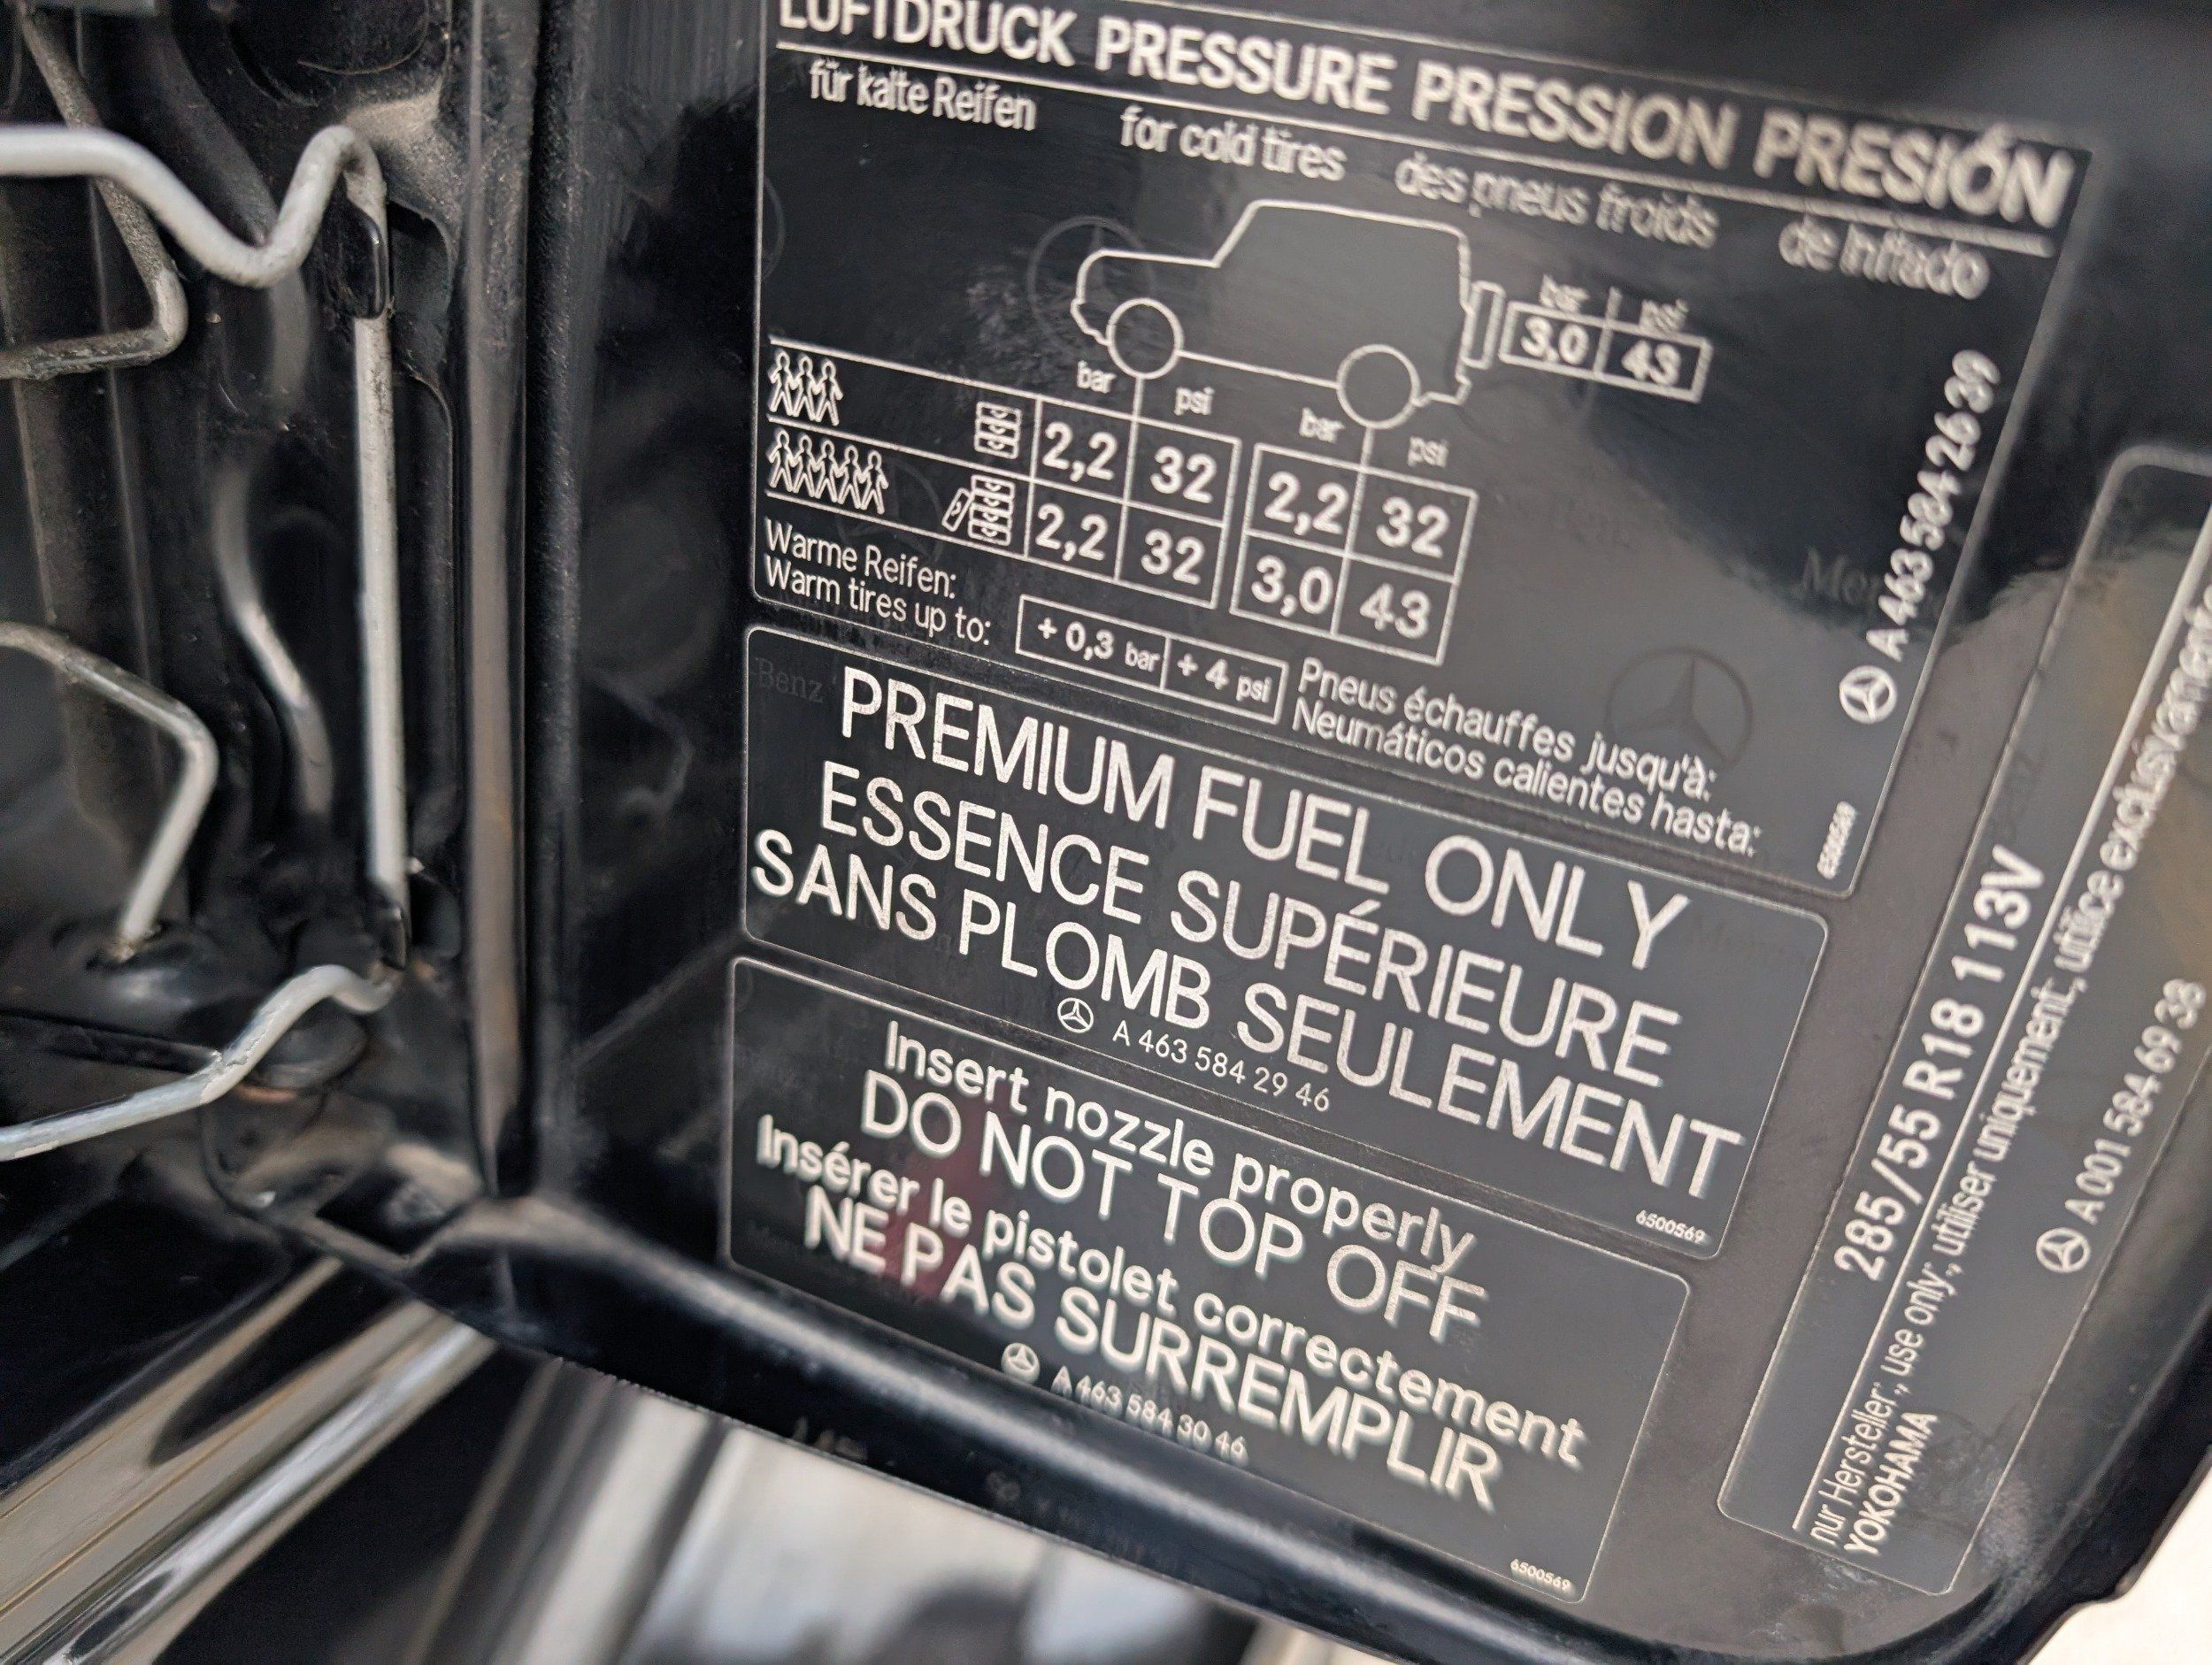 LUFTDRUCK PRESSURE PRESSION PRESIÓN
für kalte Reifen for cold tires des pneus froids de inflado
bar psi
3,0 43
bar psi bar psi
2,2 32 2,2 32
2,2 32 3,0 43
Warme Reifen:
Warm tires up to: +0,3 bar +4 psi
Pneus échauffes jusqu'à:
Neumáticos calientes hasta:
A 463 584 26 39
6500569
PREMIUM FUEL ONLY
ESSENCE SUPÉRIEURE
SANS PLOMB SEULEMENT
A 463 584 29 46
6500569
Insert nozzle properly
DO NOT TOP OFF
Insérer le pistolet correctement
NE PAS SURREMPLIR
A 463 584 30 46
6500569
285/55 R18 113V
nur Hersteller:, use only:, utiliser uniquement:, utilice exclusivamente
YOKOHAMA
A 001 584 69 38